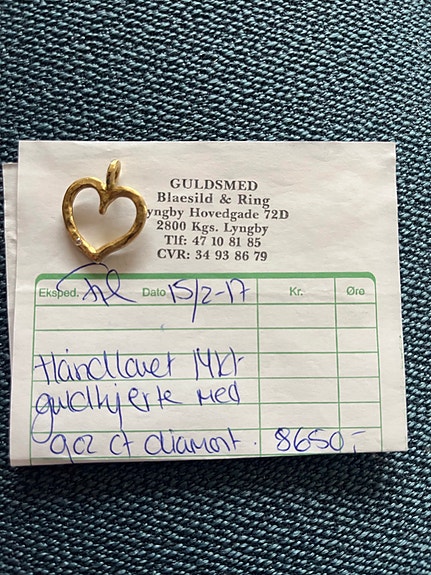 GULDSMED
Blaesild & Ring
yngby Hovedgade 72D
2800 Kgs. Lyngby
Tlf: 47 10 81 85
CVR: 34 93 86 79
Eksped. Dato 15/2-17 Kr. Øre
Håndlavet 14kt
guldhjerte med
0,02 ct diamant. 8650,-